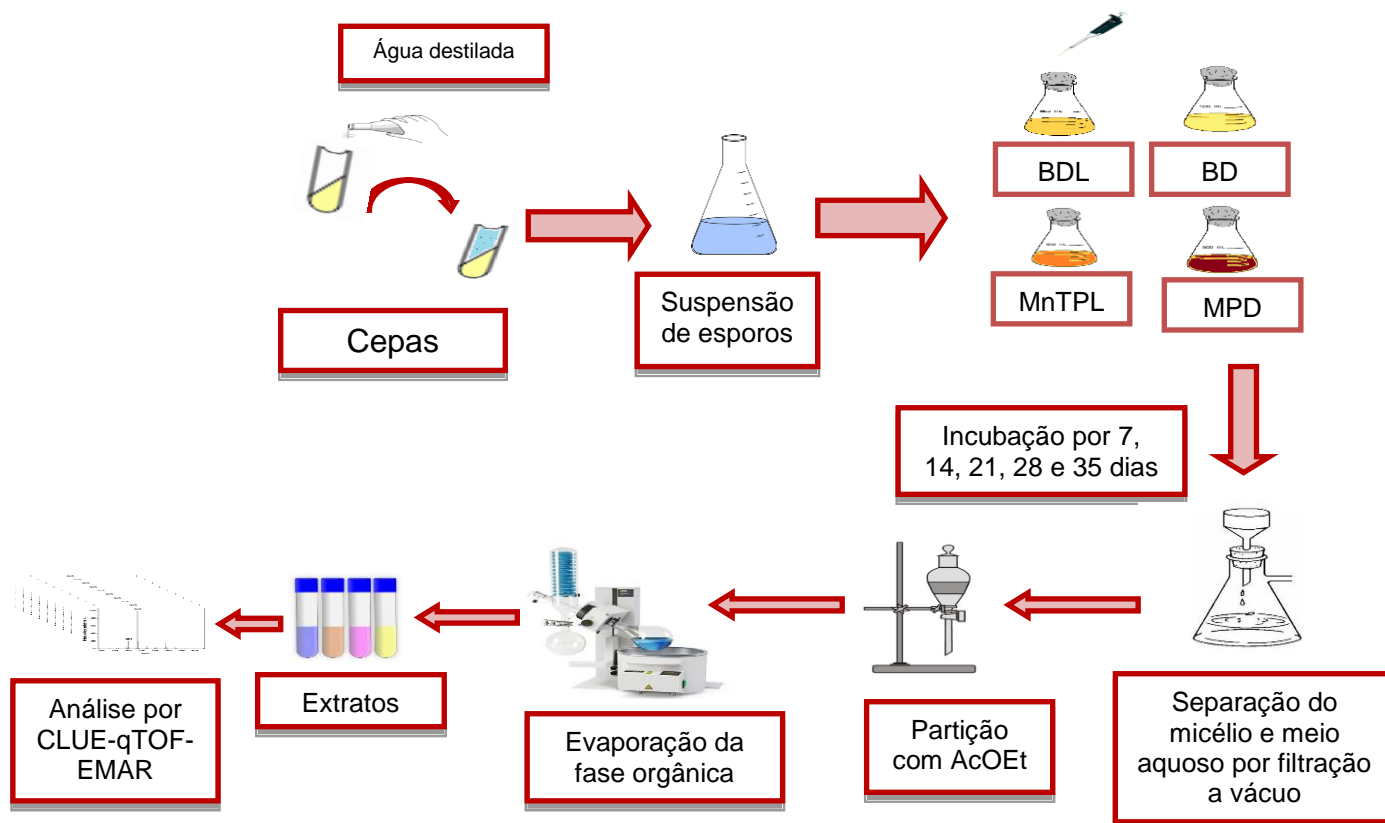 Água destilada
Cepas
Suspensão
de esporos
BDL
BD
MnTPL
MPD
Incubação por 7,
14, 21, 28 e 35 dias
Separação do
micélio e meio
aquoso por filtração
a vácuo
Partição
com AcOEt
Evaporação da
fase orgânica
Extratos
Análise por
CLUE-qTOF-
EMAR